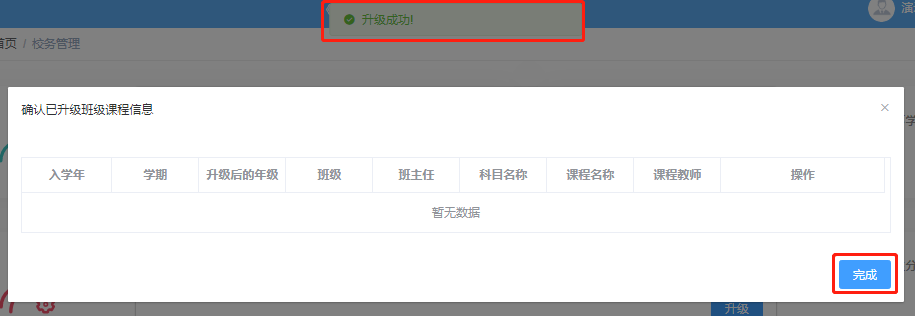 升级成功!
演
首页 / 校务管理
确认已升级班级课程信息
学
入学年 学期 升级后的年级 班级 班主任 科目名称 课程名称 课程教师 操作
暂无数据
完成
分
升级